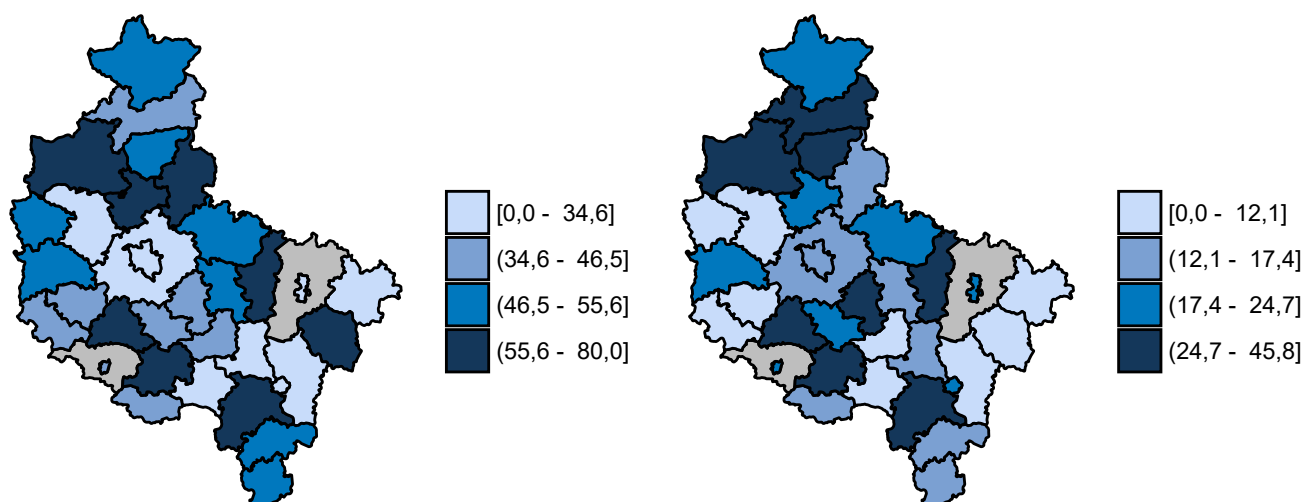 [0,0 - 34,6]
(34,6 - 46,5]
(46,5 - 55,6]
(55,6 - 80,0]
[0,0 - 12,1]
(12,1 - 17,4]
(17,4 - 24,7]
(24,7 - 45,8]